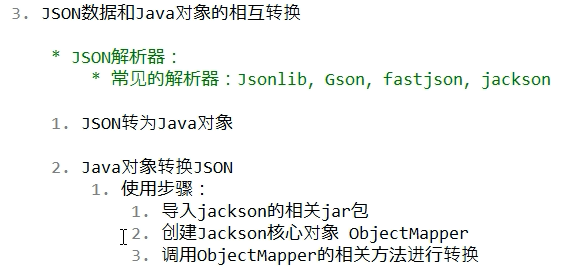 3. JSON数据和Java对象的相互转换
* JSON解析器：
* 常见的解析器：Jsonlib, Gson, fastjson, jackson
1. JSON转为Java对象
2. Java对象转换JSON
1. 使用步骤：
1. 导入jackson的相关jar包
2. 创建Jackson核心对象 ObjectMapper
3. 调用ObjectMapper的相关方法进行转换